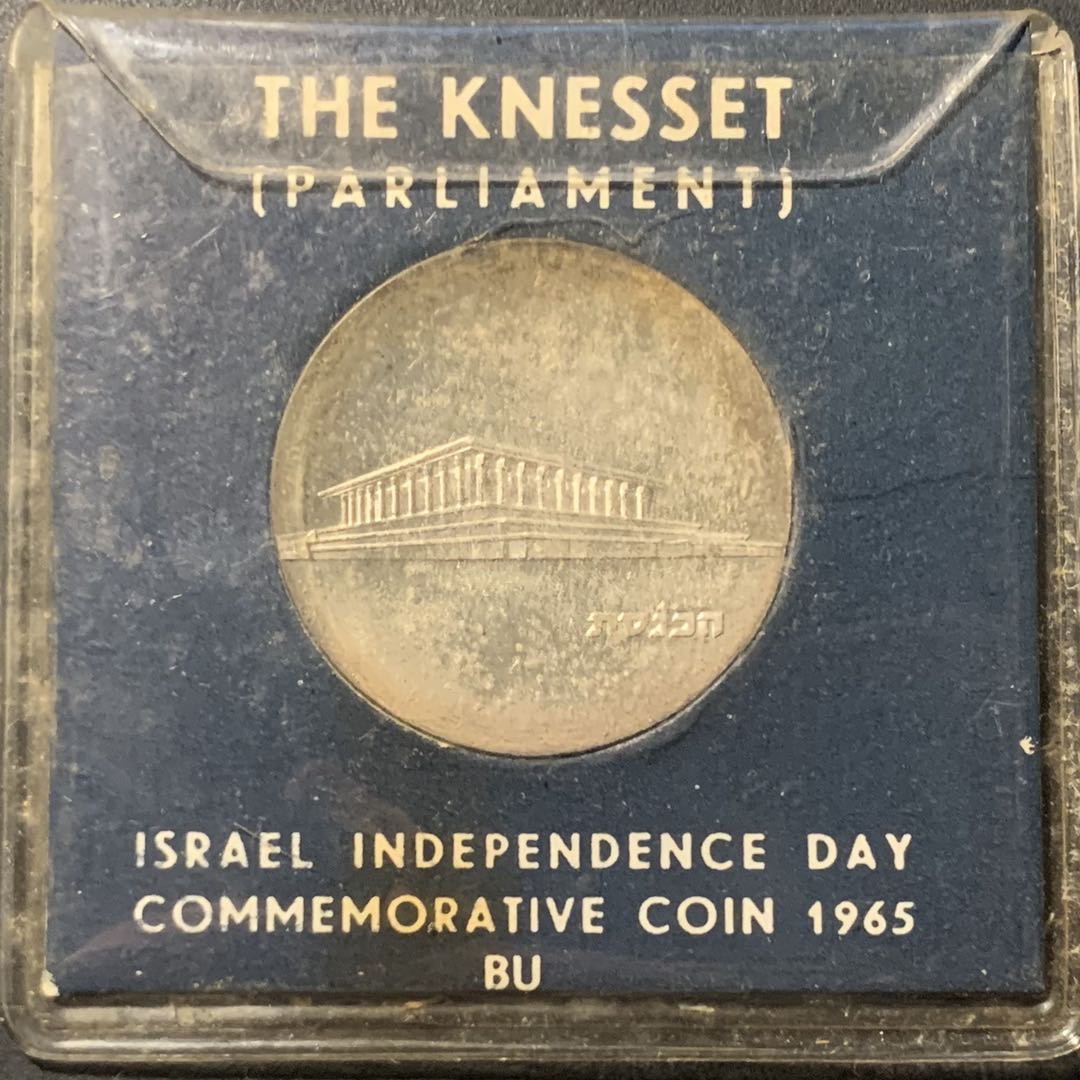 THE KNESSET
(PARLIAMENT)
הכנסת
ISRAEL INDEPENDENCE DAY
COMMEMORATIVE COIN 1965
BU